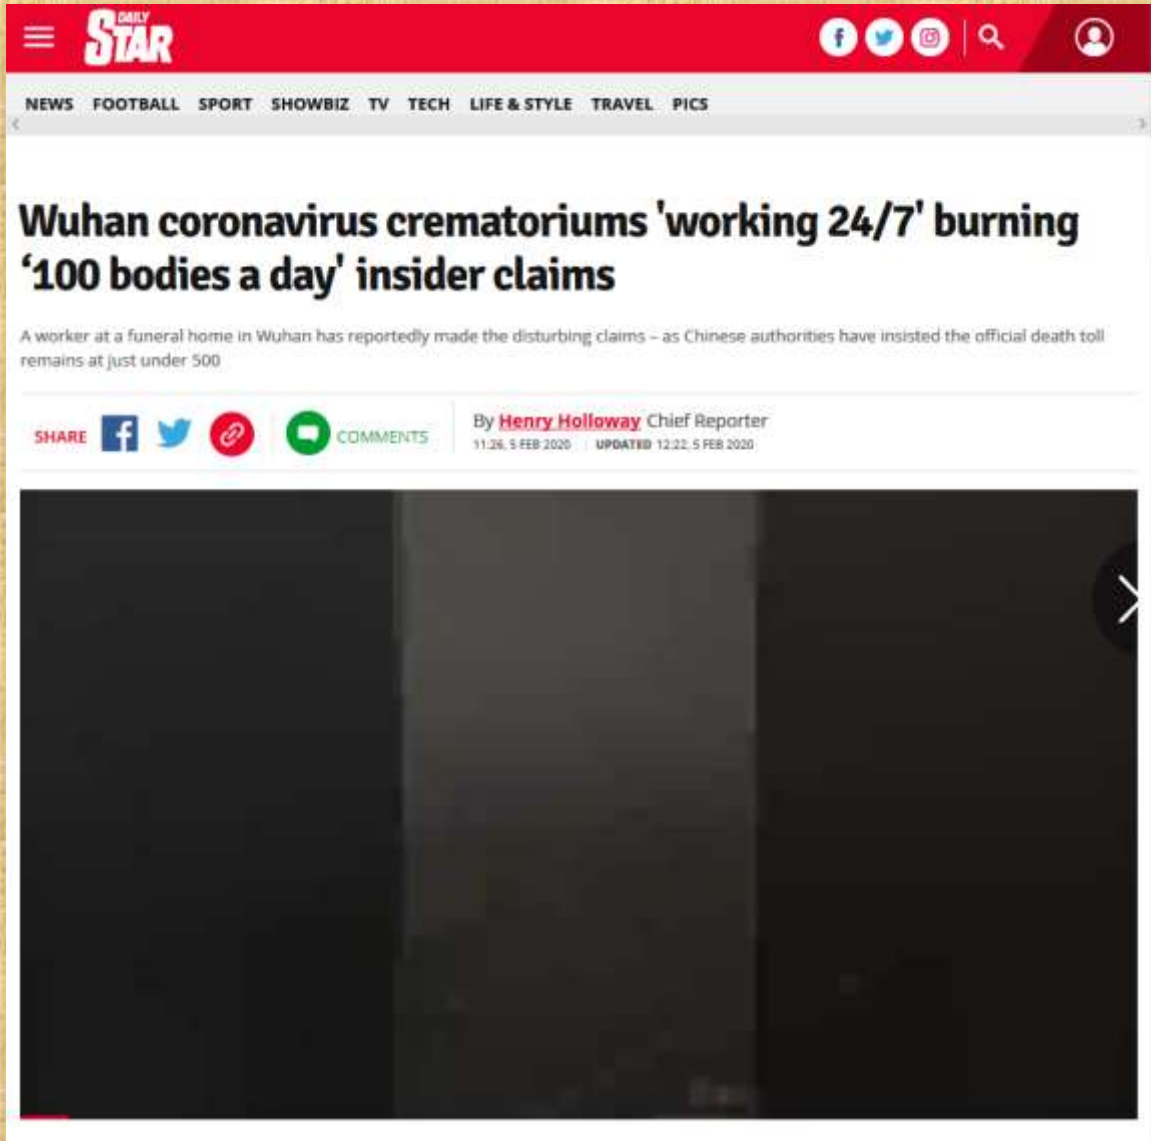 DAILY
STAR
NEWS FOOTBALL SPORT SHOWBIZ TV TECH LIFE & STYLE TRAVEL PICS
Wuhan coronavirus crematoriums 'working 24/7' burning
‘100 bodies a day' insider claims
A worker at a funeral home in Wuhan has reportedly made the disturbing claims – as Chinese authorities have insisted the official death toll
remains at just under 500
SHARE COMMENTS
By Henry Holloway Chief Reporter
11:26, 5 FEB 2020 UPDATED 12:22, 5 FEB 2020